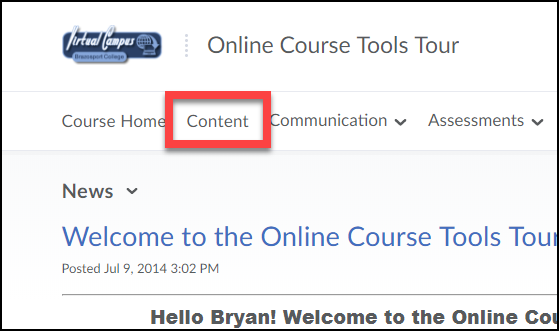 Virtual Campus
Brazosport College
Online Course Tools Tour
Course Home Content Communication Assessments
News
Welcome to the Online Course Tools Tour
Posted Jul 9, 2014 3:02 PM
Hello Bryan! Welcome to the Online Cou